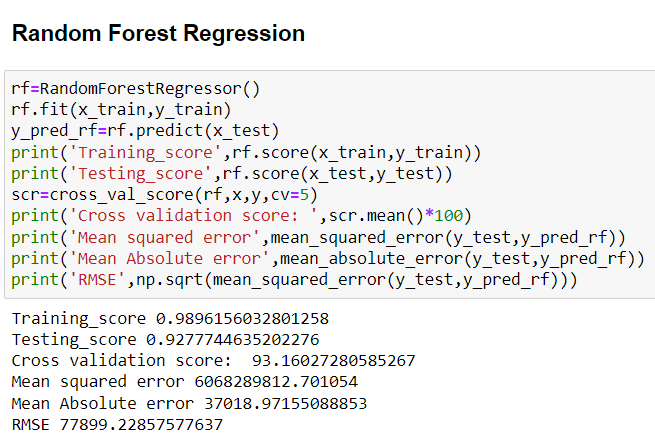 Random Forest Regression
rf=RandomForestRegressor()
rf.fit(x_train,y_train)
y_pred_rf=rf.predict(x_test)
print('Training_score',rf.score(x_train,y_train))
print('Testing_score',rf.score(x_test,y_test))
scr=cross_val_score(rf,x,y,cv=5)
print('Cross validation score: ',scr.mean()*100)
print('Mean squared error',mean_squared_error(y_test,y_pred_rf))
print('Mean Absolute error',mean_absolute_error(y_test,y_pred_rf))
print('RMSE',np.sqrt(mean_squared_error(y_test,y_pred_rf)))
Training_score 0.9896156032801258
Testing_score 0.9277744635202276
Cross validation score:  93.16027280585267
Mean squared error 6068289812.701054
Mean Absolute error 37018.97155088853
RMSE 77899.22857577637